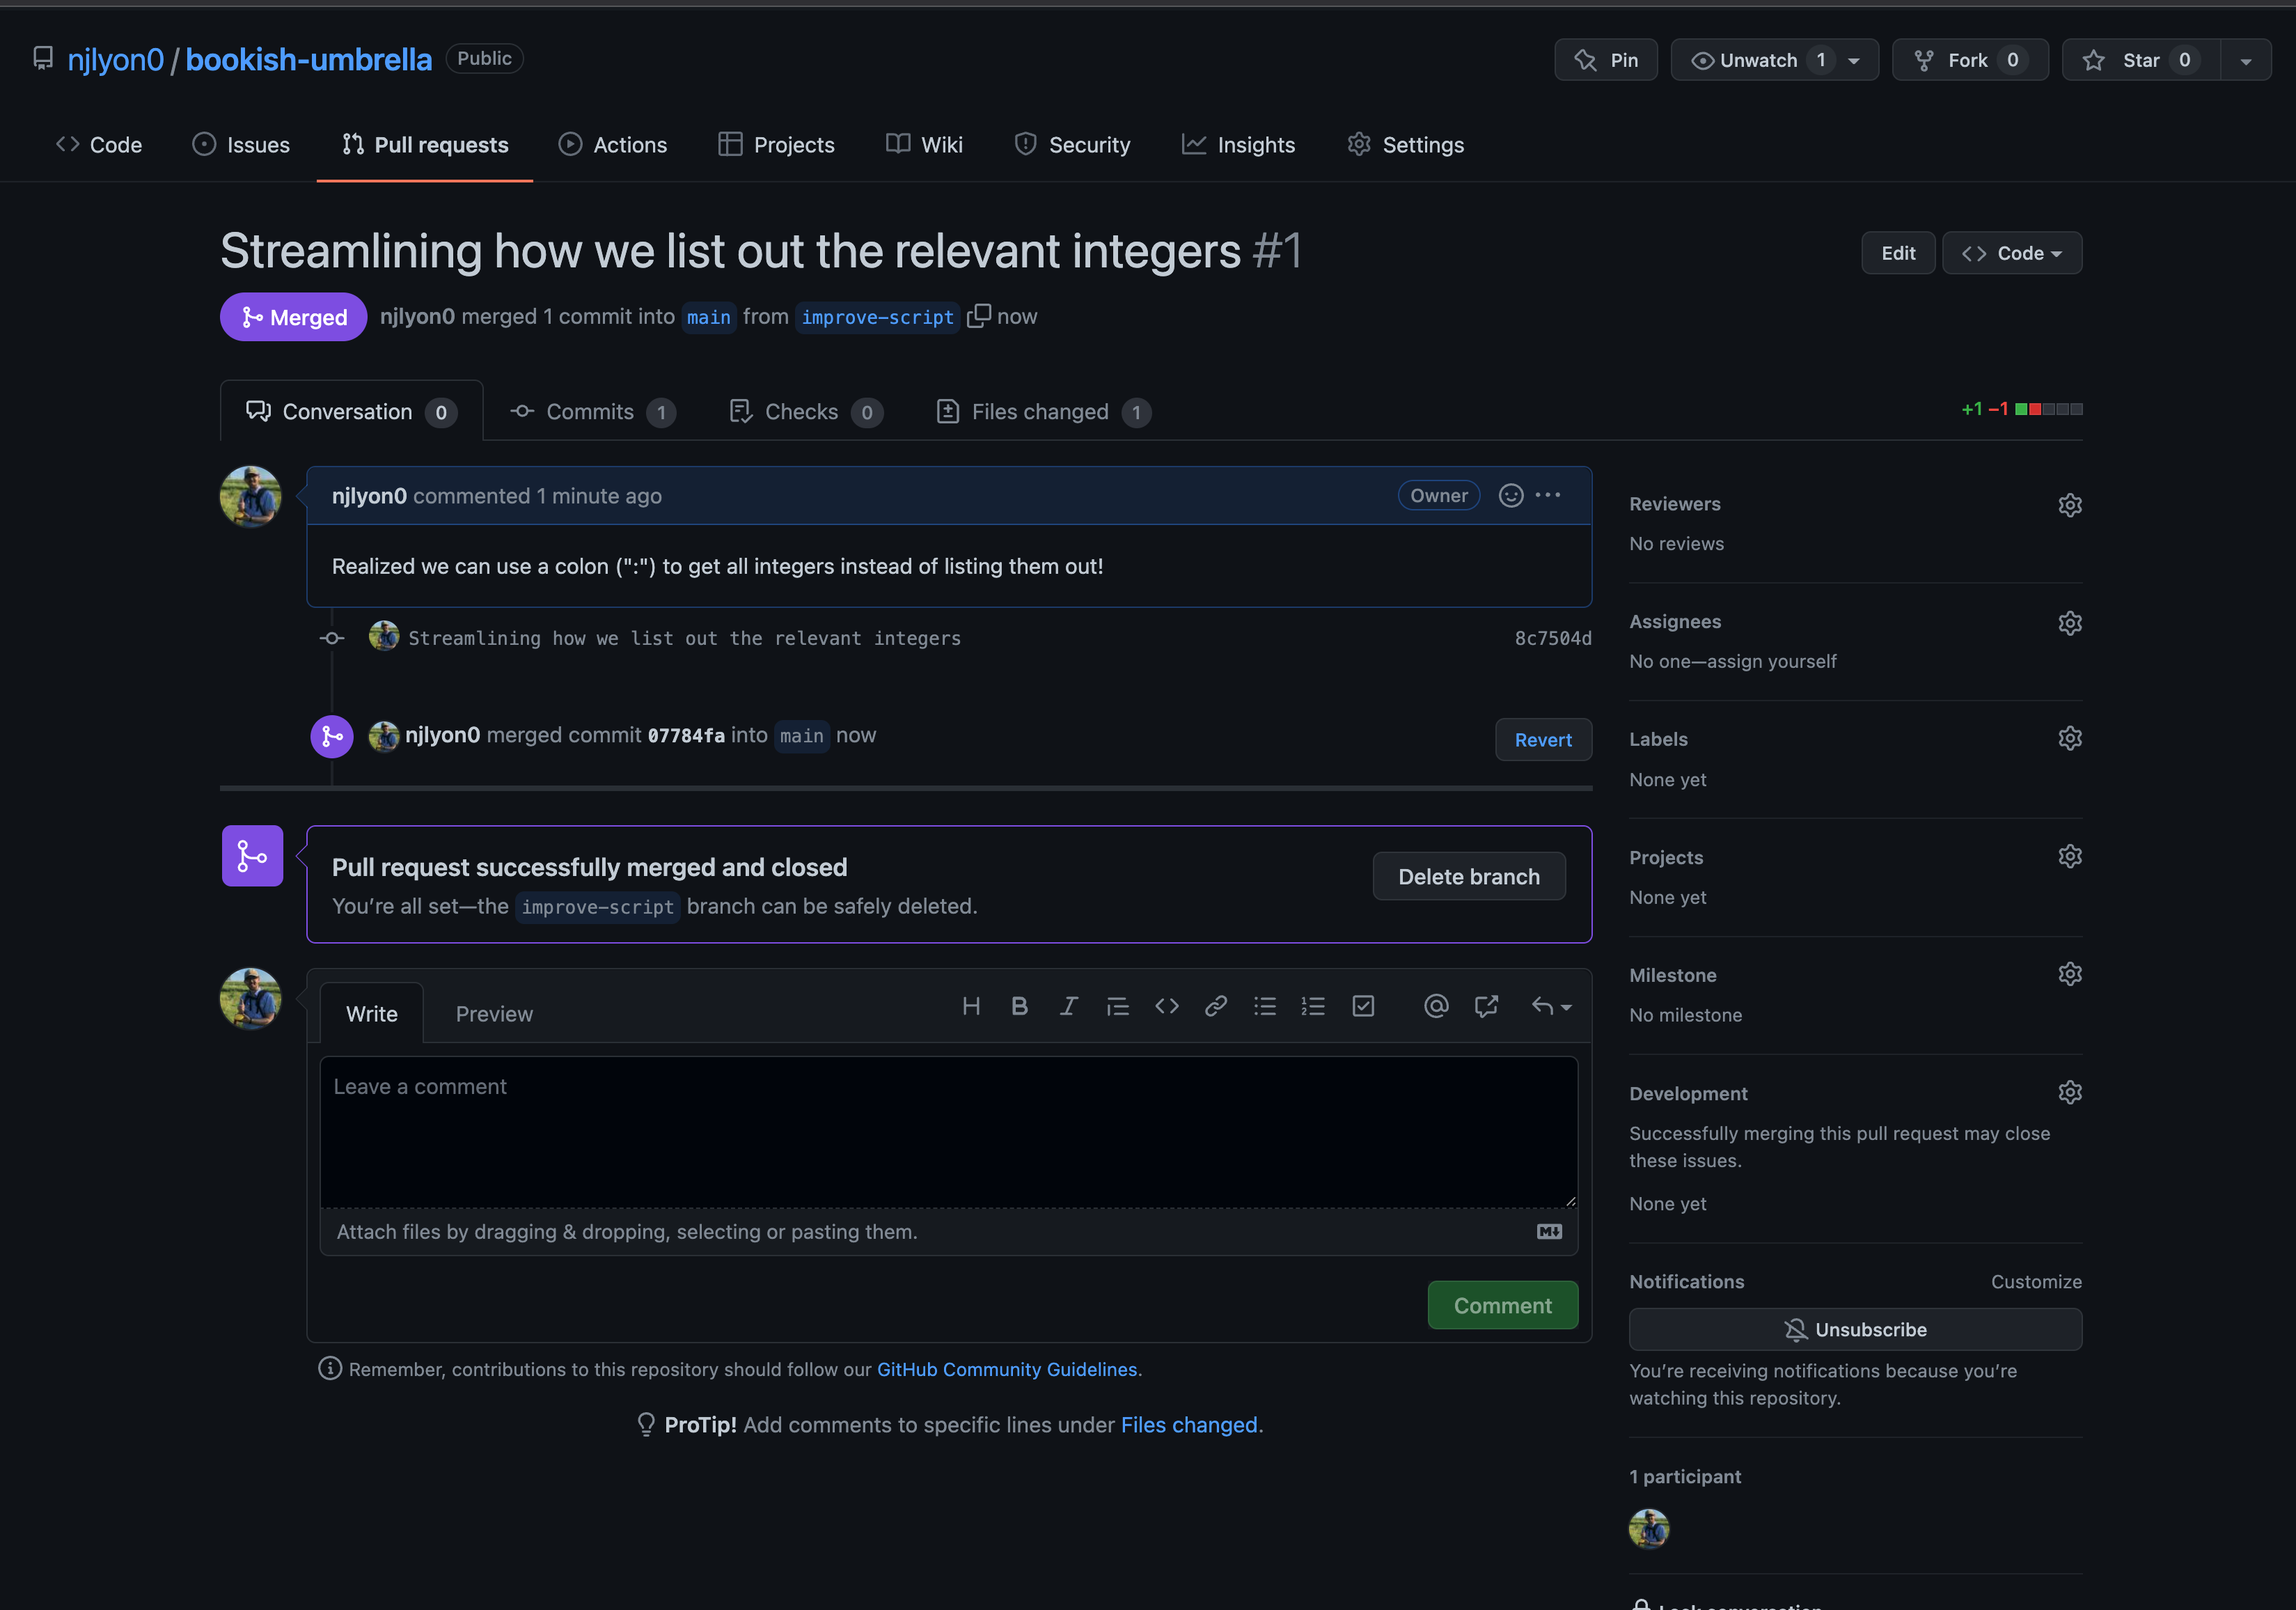 njlyon0 / bookish-umbrella Public
Pin
Unwatch 1
Fork 0
Star 0
Code
Issues
Pull requests
Actions
Projects
Wiki
Security
Insights
Settings
Streamlining how we list out the relevant integers #1
Edit
Code
Merged
njlyon0 merged 1 commit into main from improve-script now
Conversation 0
Commits 1
Checks 0
Files changed 1
+1 −1
njlyon0 commented 1 minute ago
Owner
Realized we can use a colon (":") to get all integers instead of listing them out!
Streamlining how we list out the relevant integers
8c7504d
njlyon0 merged commit 07784fa into main now
Revert
Pull request successfully merged and closed
You’re all set—the improve-script branch can be safely deleted.
Delete branch
Write
Preview
Leave a comment
Attach files by dragging & dropping, selecting or pasting them.
Comment
Remember, contributions to this repository should follow our GitHub Community Guidelines.
ProTip! Add comments to specific lines under Files changed.
Reviewers
No reviews
Assignees
No one—assign yourself
Labels
None yet
Projects
None yet
Milestone
No milestone
Development
Successfully merging this pull request may close
these issues.
None yet
Notifications
Customize
Unsubscribe
You’re receiving notifications because you’re
watching this repository.
1 participant
Lock conversation